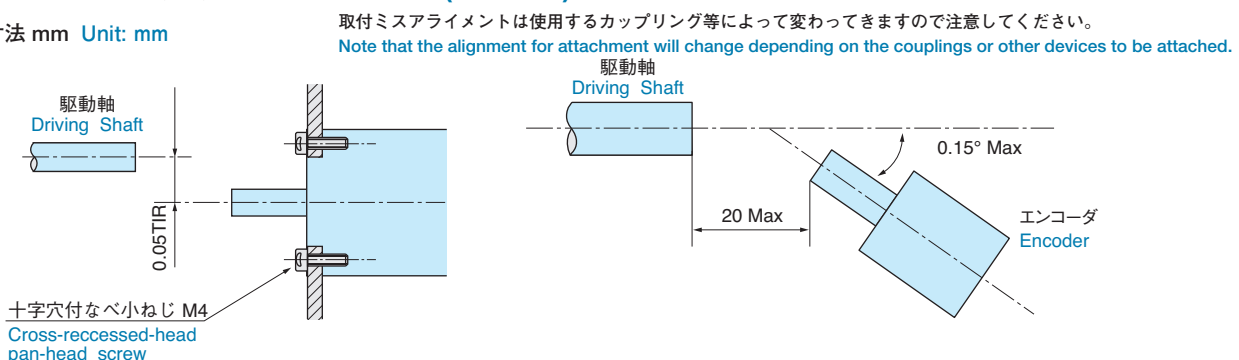 法 mm Unit: mm
取付ミスアライメントは使用するカップリング等によって変わってきますので注意してください。
Note that the alignment for attachment will change depending on the couplings or other devices to be attached.
駆動軸
Driving Shaft
0.05TIR
十字穴付なべ小ねじ M4
Cross-reccessed-head
pan-head screw
駆動軸
Driving Shaft
0.15° Max
20 Max
エンコーダ
Encoder